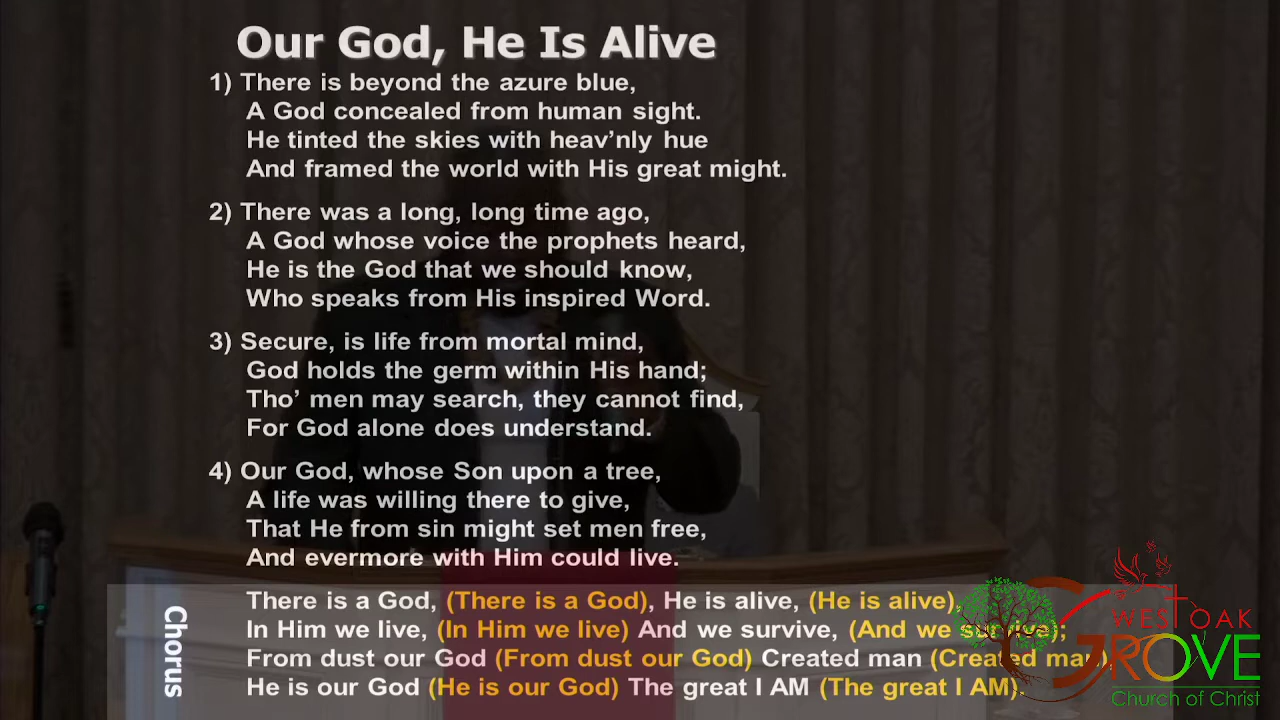 Our God, He Is Alive
1) There is beyond the azure blue,
A God concealed from human sight.
He tinted the skies with heav’nly hue
And framed the world with His great might.
2) There was a long, long time ago,
A God whose voice the prophets heard,
He is the God that we should know,
Who speaks from His inspired Word.
3) Secure, is life from mortal mind,
God holds the germ within His hand;
Tho’ men may search, they cannot find,
For God alone does understand.
4) Our God, whose Son upon a tree,
A life was willing there to give,
That He from sin might set men free,
And evermore with Him could live.
Chorus
There is a God, (There is a God), He is alive, (He is alive),
In Him we live, (In Him we live) And we survive, (And we survive);
From dust our God (From dust our God) Created man (Created man),
He is our God (He is our God) The great I AM (The great I AM).
WEST OAK
GROVE
Church of Christ